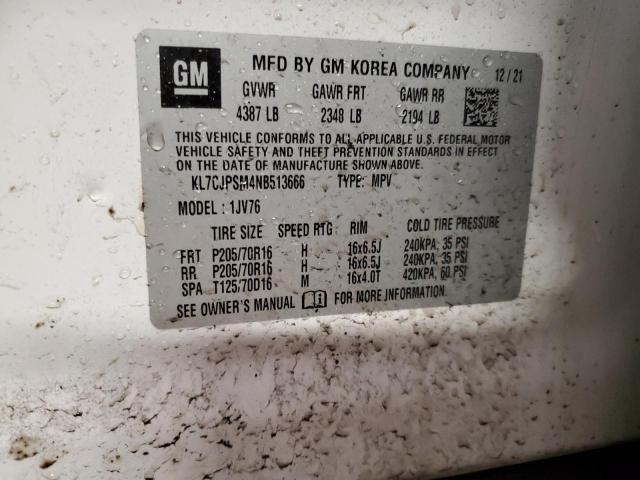 GM
MFD BY GM KOREA COMPANY 12/21
GVWR GAWR FRT GAWR RR
4387 LB 2348 LB 2194 LB
THIS VEHICLE CONFORMS TO ALL APPLICABLE U.S. FEDERAL MOTOR
VEHICLE SAFETY AND THEFT PREVENTION STANDARDS IN EFFECT
ON THE DATE OF MANUFACTURE SHOWN ABOVE.
KL7CJPSM4NB513666 TYPE: MPV
MODEL: 1JV76
TIRE SIZE SPEED RTG RIM COLD TIRE PRESSURE
FRT P205/70R16 H 16x6.5J 240KPA, 35 PSI
RR P205/70R16 H 16x6.5J 240KPA, 35 PSI
SPA T125/70D16 M 16x4.0T 420KPA, 60 PSI
SEE OWNER'S MANUAL FOR MORE INFORMATION.